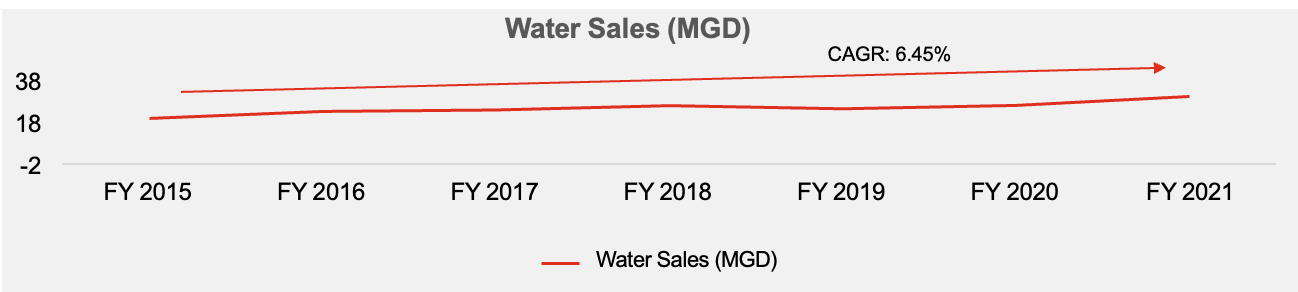 Water Sales (MGD)
CAGR: 6.45%
38
18
-2
FY 2015 FY 2016 FY 2017 FY 2018 FY 2019 FY 2020 FY 2021
Water Sales (MGD)